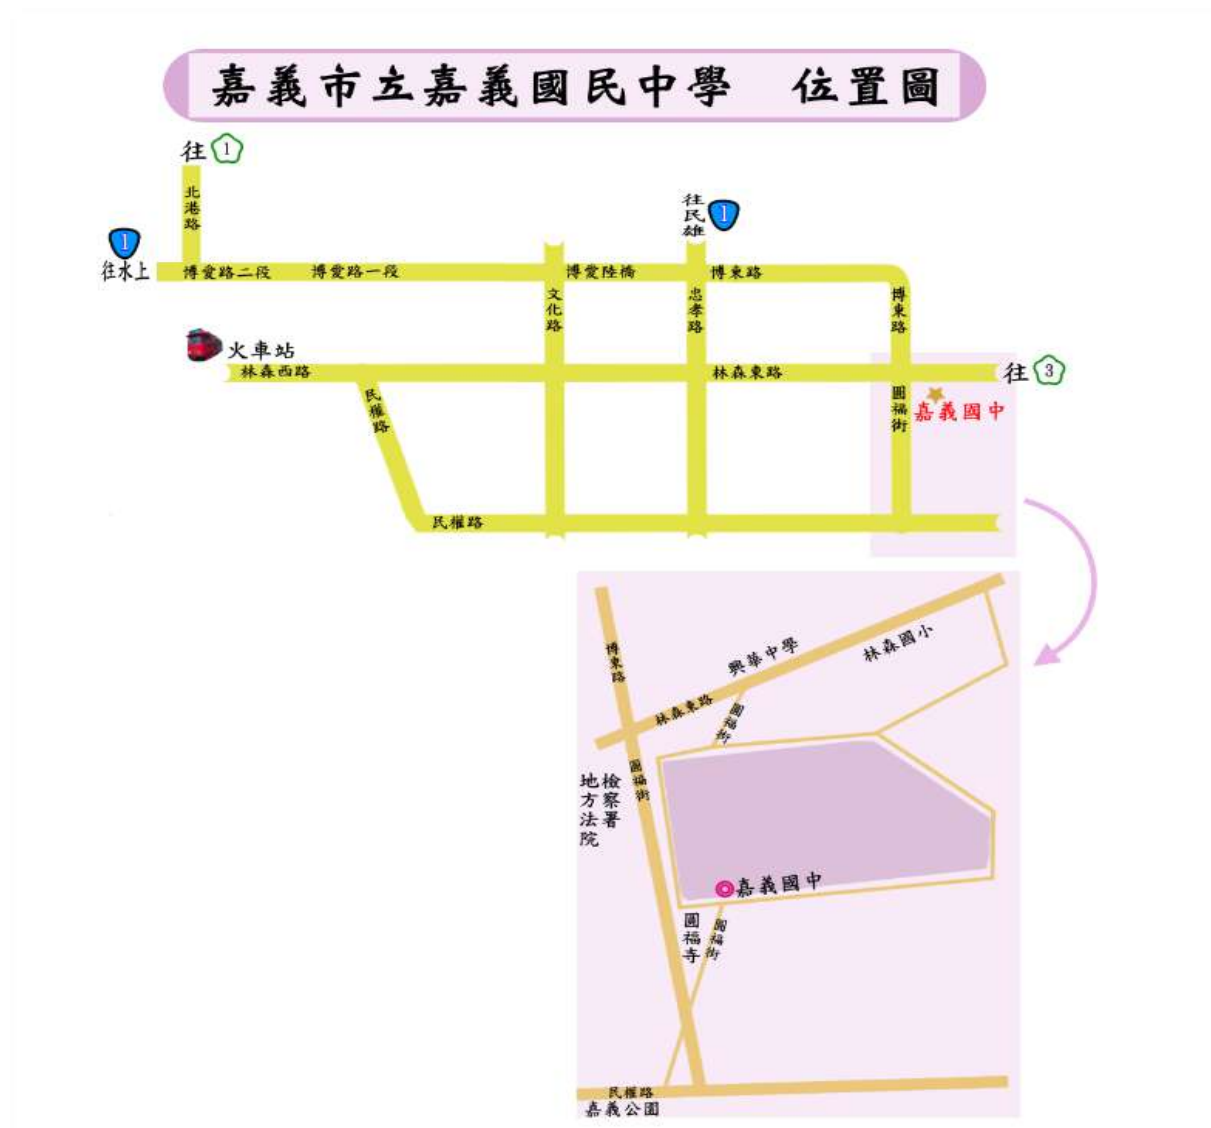 嘉義市立嘉義國民中學 位置圖
往 1
北港路
1
往水上
往民雄
1
博愛路二段
博愛路一段
博愛陸橋
博東路
文化路
忠孝路
博東路
火車站
林森西路
林森東路
往 3
民權路
圓福街
嘉義國中
民權路
博東路
興華中學
林森國小
林森東路
圓福街
圓福街
檢察署
地方法院
嘉義國中
圓福寺
圓福街
民權路
嘉義公園